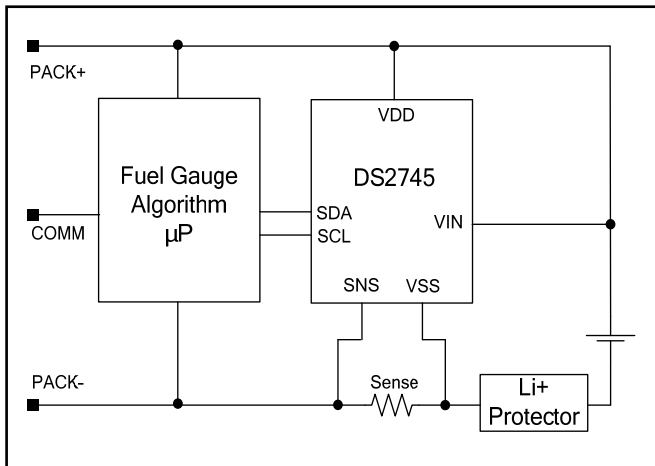 PACK+
VDD
Fuel Gauge
Algorithm
µP
DS2745
COMM
SDA
SCL
VIN
SNS
VSS
PACK-
Sense
Li+
Protector